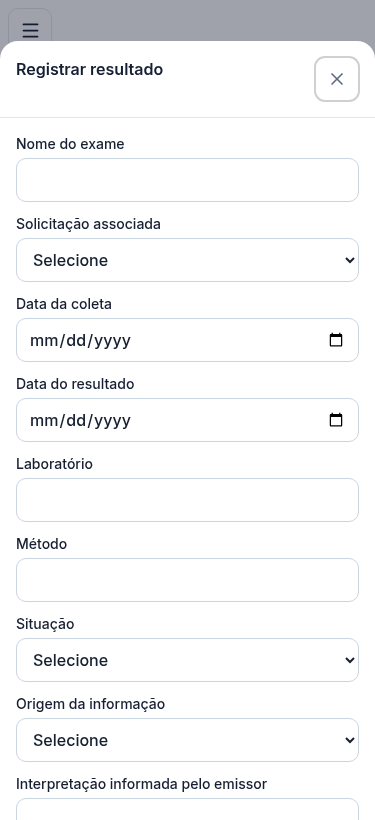 Registrar resultado
Nome do exame
Solicitação associada
Selecione
Data da coleta
mm/dd/yyyy
Data do resultado
mm/dd/yyyy
Laboratório
Método
Situação
Selecione
Origem da informação
Selecione
Interpretação informada pelo emissor